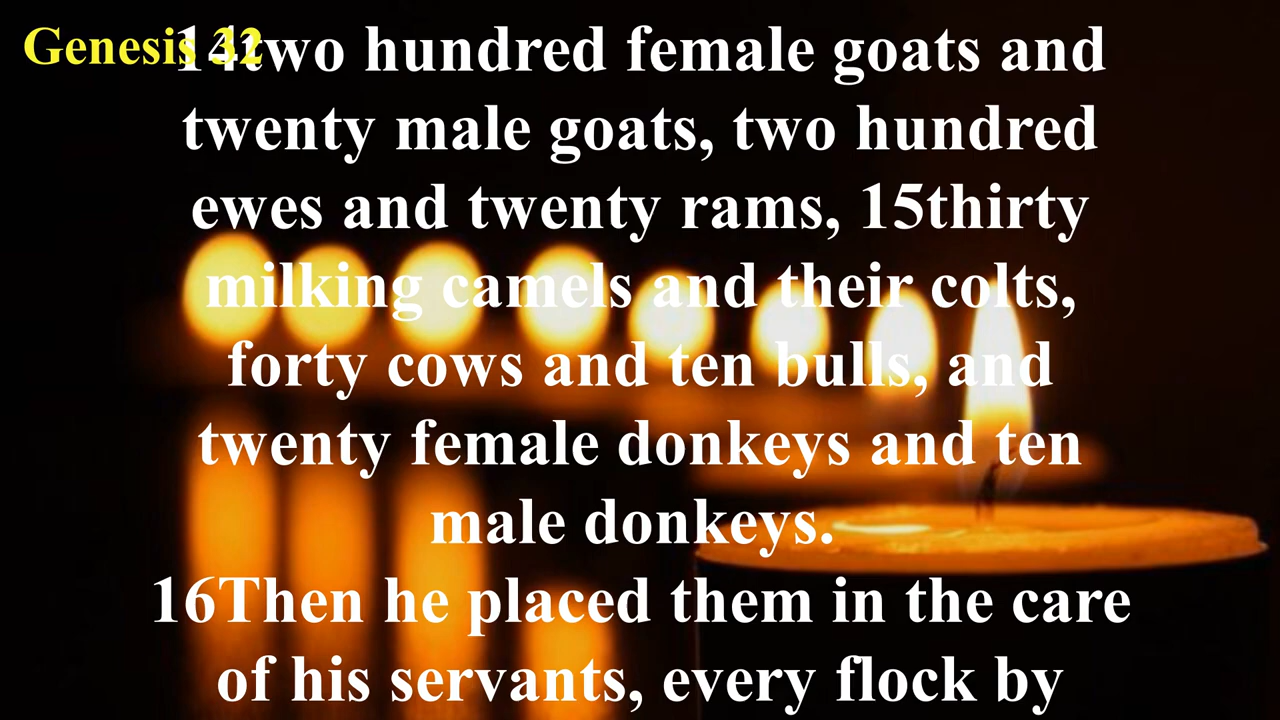 Genesis 32
14two hundred female goats and
twenty male goats, two hundred
ewes and twenty rams, 15thirty
milking camels and their colts,
forty cows and ten bulls, and
twenty female donkeys and ten
male donkeys.
16Then he placed them in the care
of his servants, every flock by